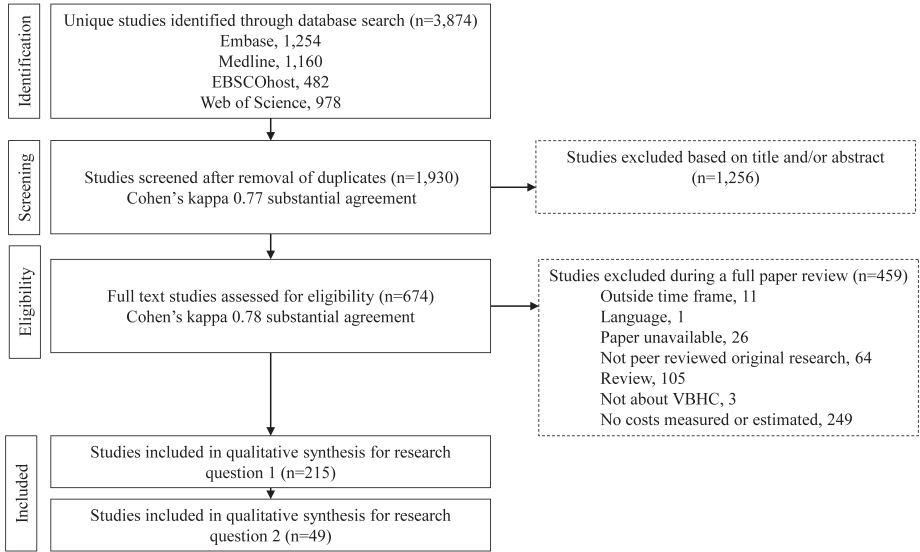 Identification
Unique studies identified through database search (n=3,874)
Embase, 1,254
Medline, 1,160
EBSCOhost, 482
Web of Science, 978
Screening
Studies screened after removal of duplicates (n=1,930)
Cohen's kappa 0.77 substantial agreement
Studies excluded based on title and/or abstract
(n=1,256)
Eligibility
Full text studies assessed for eligibility (n=674)
Cohen's kappa 0.78 substantial agreement
Studies excluded during a full paper review (n=459)
Outside time frame, 11
Language, 1
Paper unavailable, 26
Not peer reviewed original research, 64
Review, 105
Not about VBHC, 3
No costs measured or estimated, 249
Included
Studies included in qualitative synthesis for research
question 1 (n=215)
Studies included in qualitative synthesis for research
question 2 (n=49)